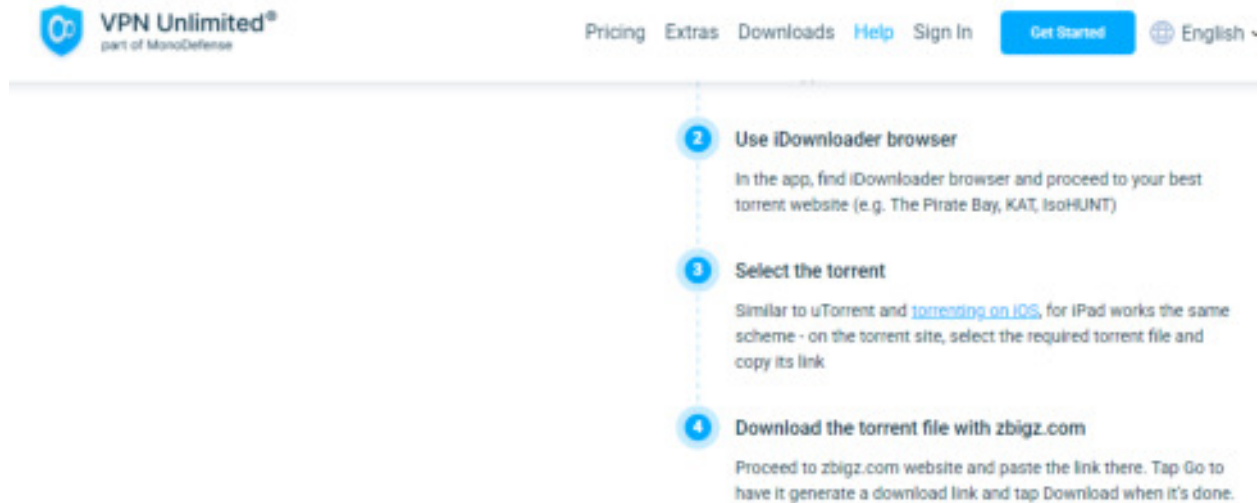 VPN Unlimited®
part of MonoDefense
Pricing Extras Downloads Help Sign In Get Started English
2 Use iDownloader browser
In the app, find iDownloader browser and proceed to your best
torrent website (e.g. The Pirate Bay, KAT, IsoHUNT)
3 Select the torrent
Similar to uTorrent and torrenting on iOS, for iPad works the same
scheme - on the torrent site, select the required torrent file and
copy its link
4 Download the torrent file with zbigz.com
Proceed to zbigz.com website and paste the link there. Tap Go to
have it generate a download link and tap Download when it's done.